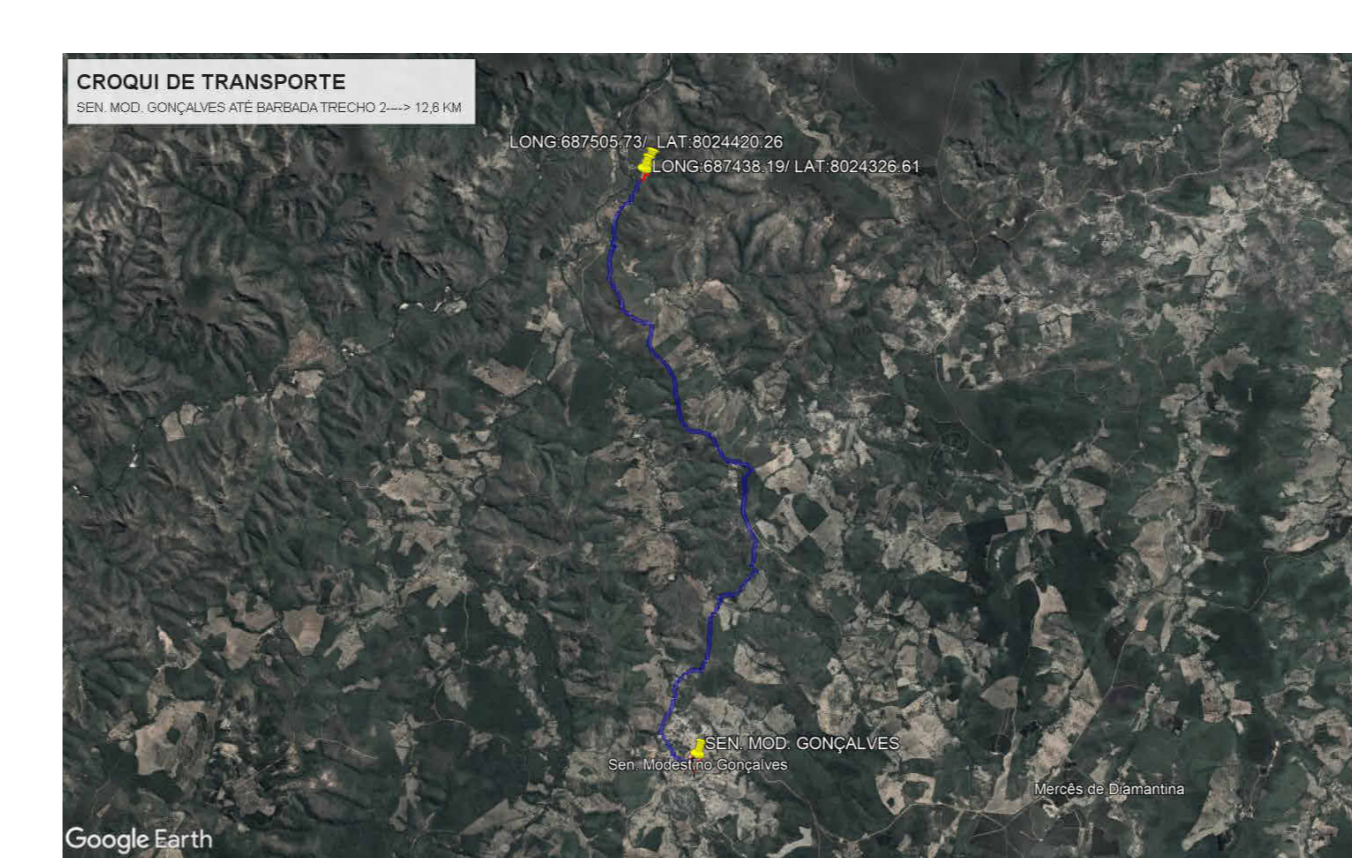 CROQUI DE TRANSPORTE
SEN. MOD. GONÇALVES ATÉ BARBADA TRECHO 2----> 12,6 KM
LONG:687505.73/ LAT:8024420.26
LONG:687438.19/ LAT:8024326.61
SEN. MOD. GONÇALVES
Sen. Modestino Gonçalves
Mercês de Diamantina
Google Earth